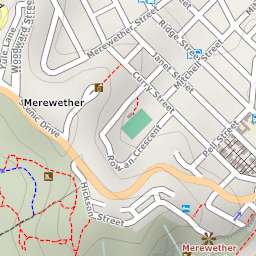 Yule Lane
Woodward Street
Merewether Street
Ridge Street
Janet Street
Mitchell Street
Curry Street
Merewether
Scenic Drive
Rowan Crescent
Pell Street
Hickson Street
Merewether